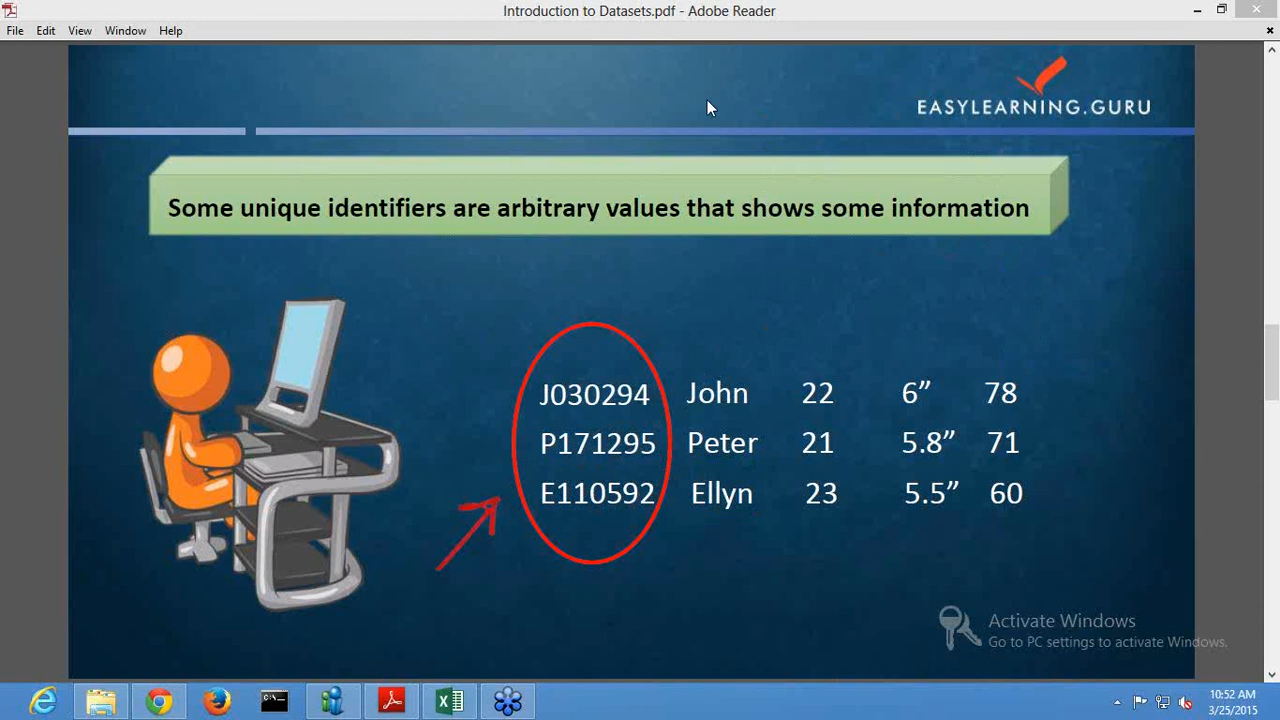 Introduction to Datasets.pdf - Adobe Reader
File Edit View Window Help
EASYLEARNING.GURU
Some unique identifiers are arbitrary values that shows some information
J030294 John 22 6” 78
P171295 Peter 21 5.8” 71
E110592 Ellyn 23 5.5” 60
Activate Windows
Go to PC settings to activate Windows.
10:52 AM
3/25/2015